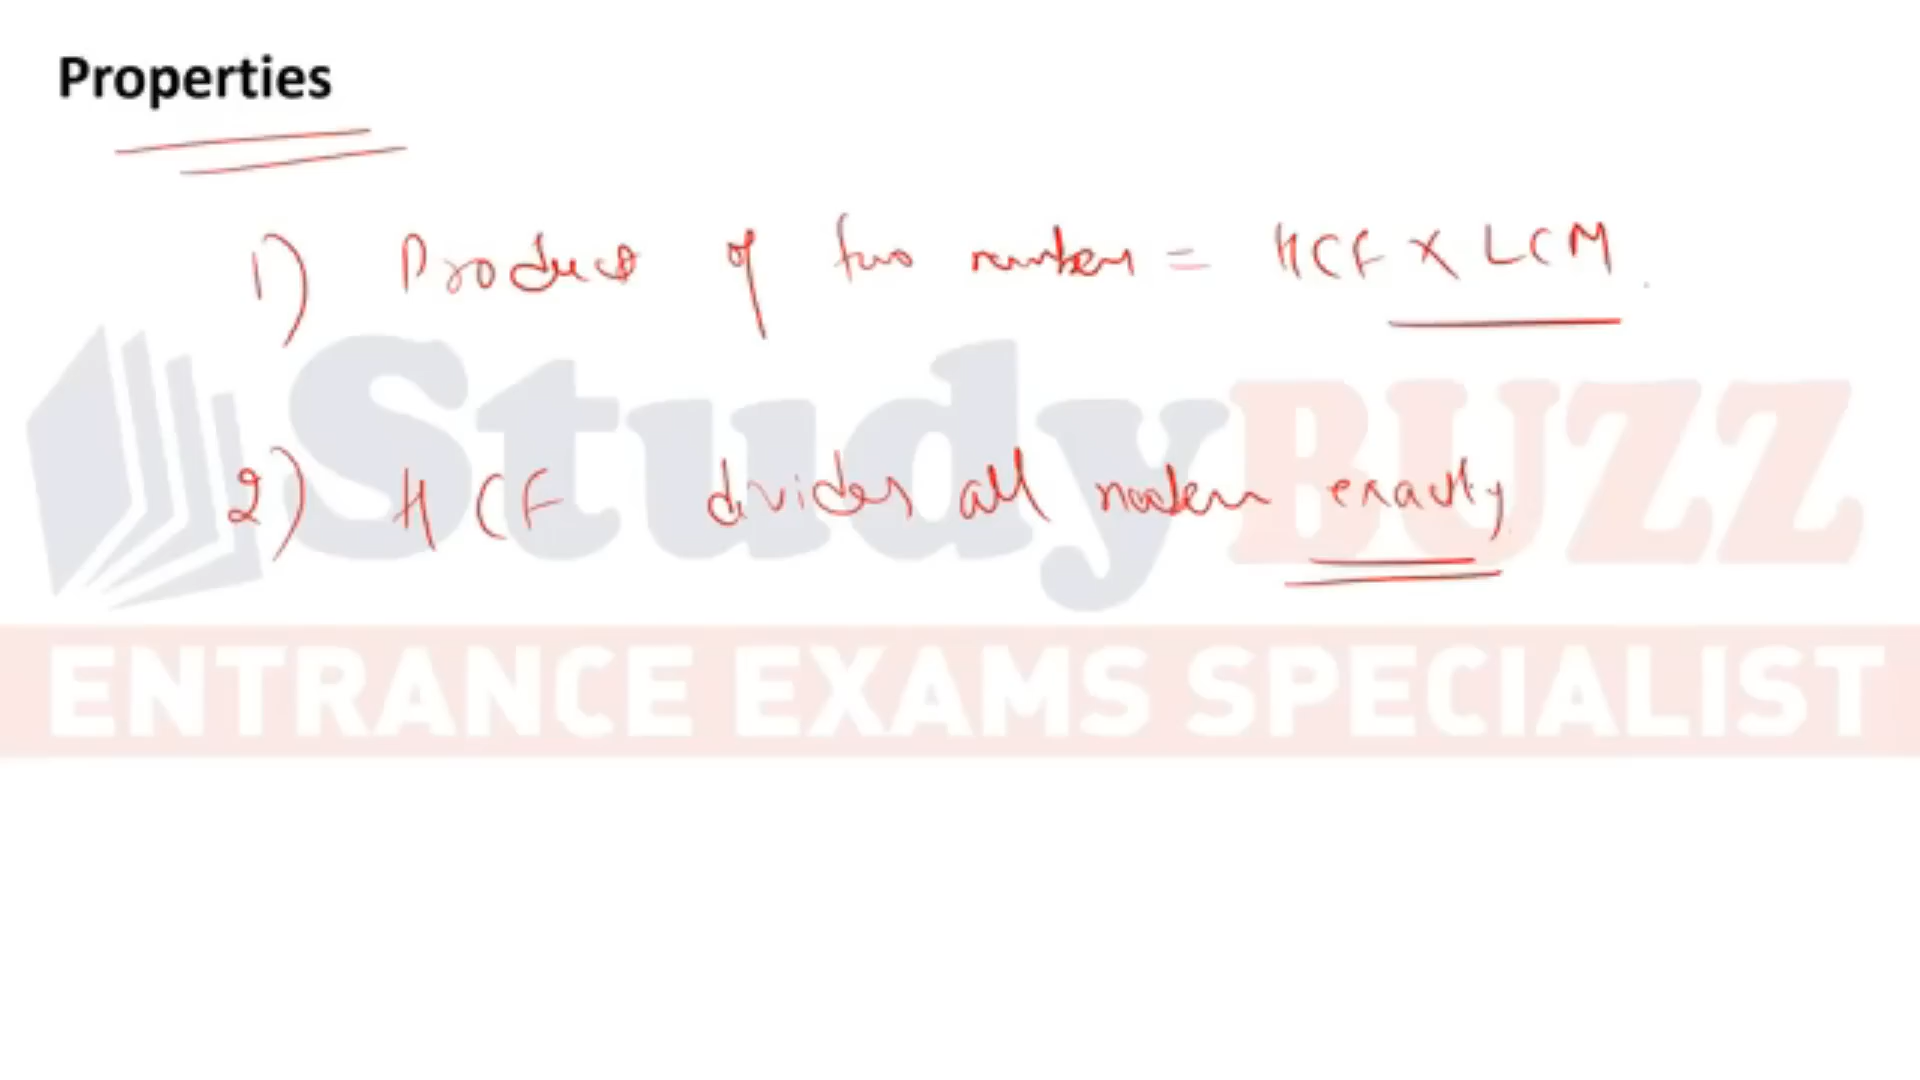 Properties
1) Product of two numbers = HCF X LCM.
2) HCF divides all numbers exactly
StudyBUZZ
ENTRANCE EXAMS SPECIALIST